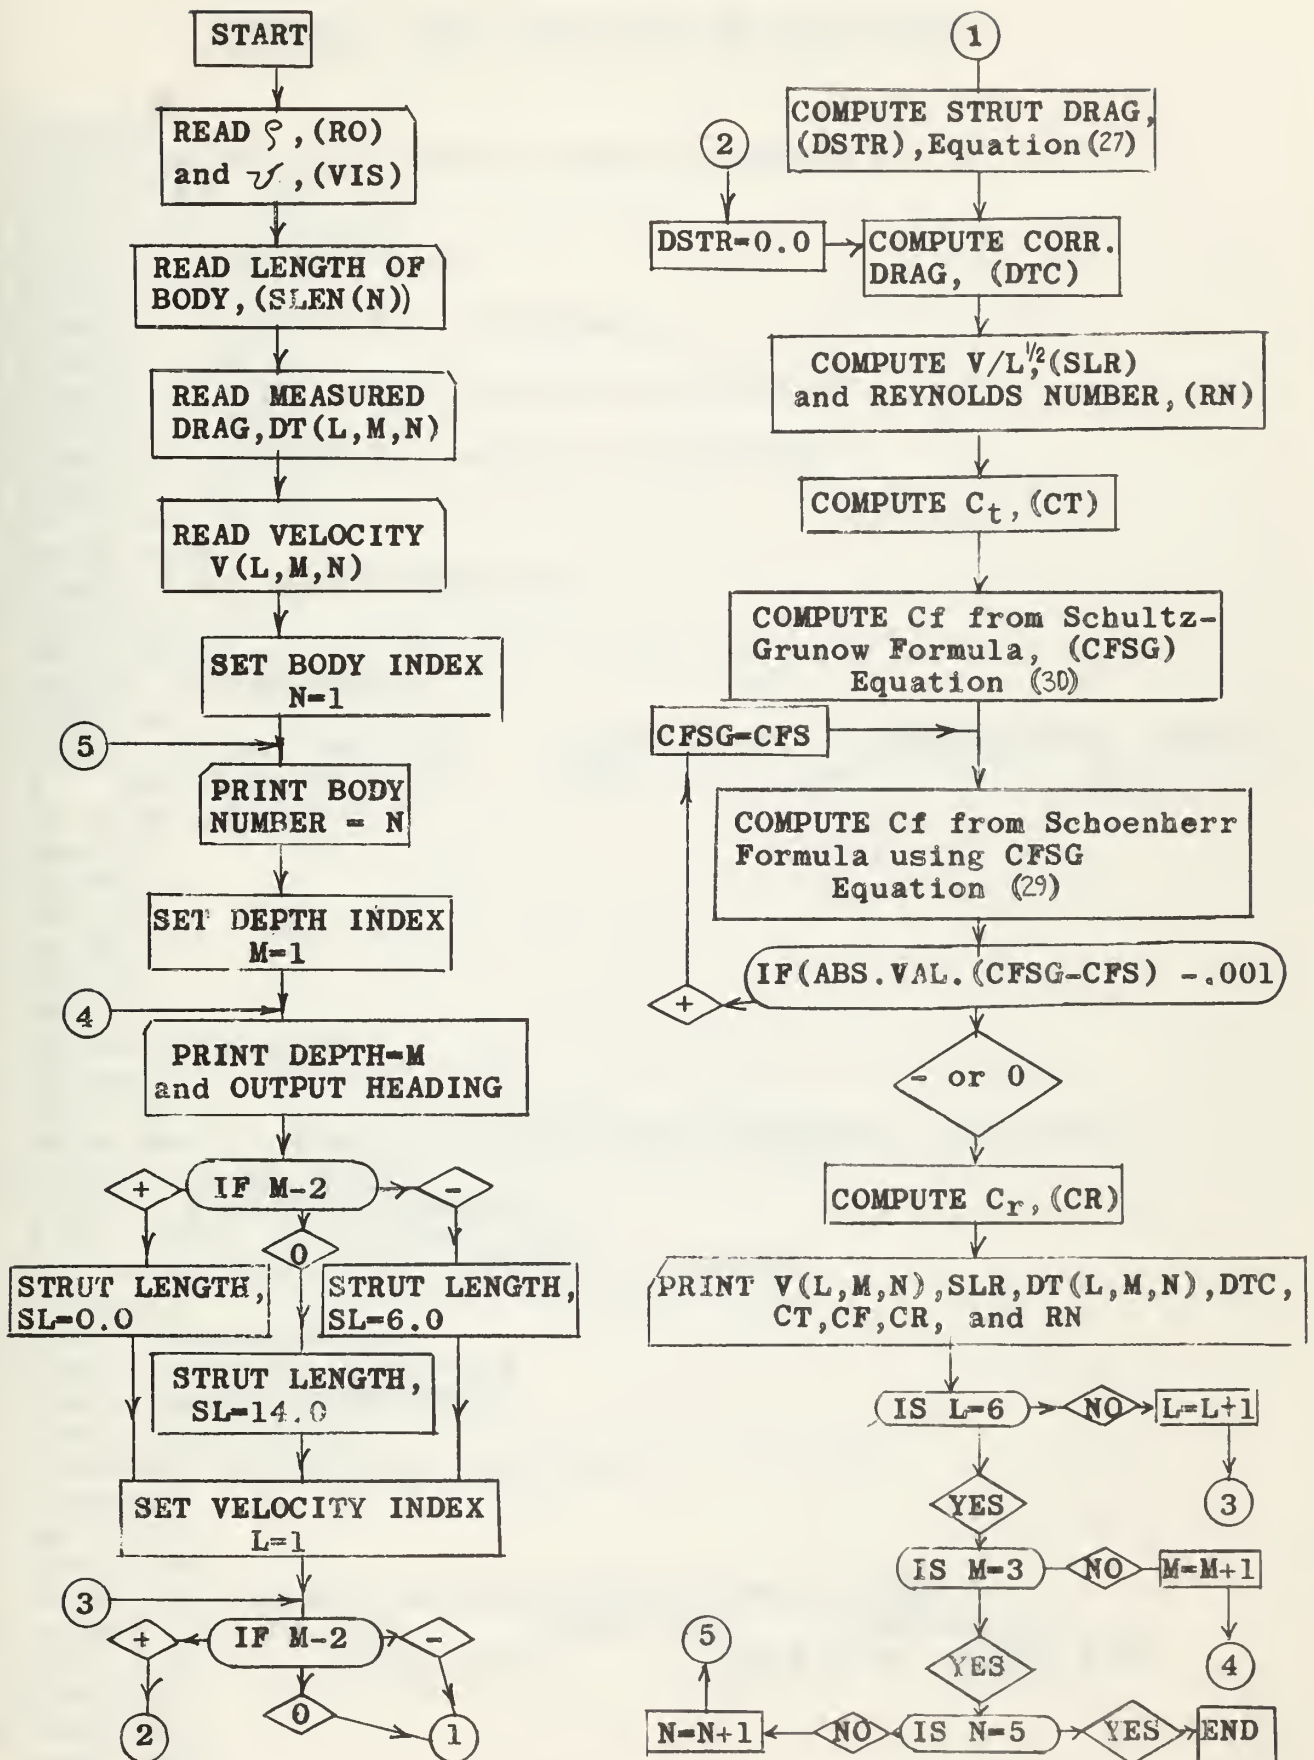 START
READ ρ, (RO)
and ν, (VIS)
READ LENGTH OF
BODY, (SLEN(N))
READ MEASURED
DRAG, DT(L,M,N)
READ VELOCITY
V(L,M,N)
SET BODY INDEX
N=1
5
PRINT BODY
NUMBER = N
SET DEPTH INDEX
M=1
4
PRINT DEPTH=M
and OUTPUT HEADING
+
IF M-2
-
0
STRUT LENGTH,
SL=0.0
STRUT LENGTH,
SL=6.0
STRUT LENGTH,
SL=14.0
SET VELOCITY INDEX
L=1
3
+
IF M-2
-
0
2
1
1
COMPUTE STRUT DRAG,
(DSTR), Equation (27)
2
DSTR=0.0
COMPUTE CORR.
DRAG, (DTC)
COMPUTE V/L^1/2, (SLR)
and REYNOLDS NUMBER, (RN)
COMPUTE Ct, (CT)
COMPUTE Cf from Schultz-
Grunow Formula, (CFSG)
Equation (30)
CFSG=CFS
COMPUTE Cf from Schoenherr
Formula using CFSG
Equation (29)
IF(ABS.VAL.(CFSG-CFS) -.001
+
- or 0
COMPUTE Cr, (CR)
PRINT V(L,M,N), SLR, DT(L,M,N), DTC,
CT, CF, CR, and RN
IS L=6
NO
L=L+1
YES
3
IS M=3
NO
M=M+1
YES
4
5
N=N+1
NO
IS N=5
YES
END